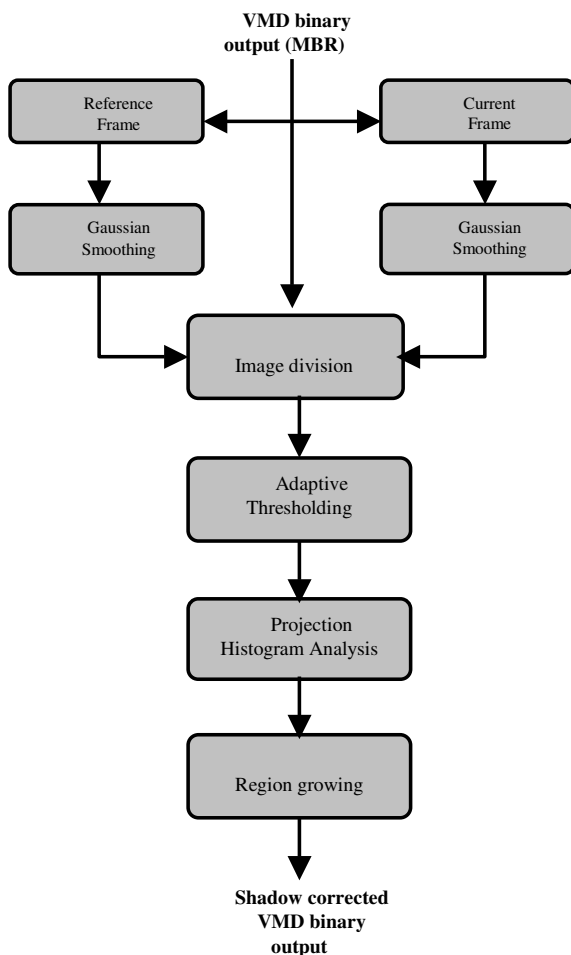 VMD binary
output (MBR)
Reference
Frame
Current
Frame
Gaussian
Smoothing
Gaussian
Smoothing
Image division
Adaptive
Thresholding
Projection
Histogram Analysis
Region growing
Shadow corrected
VMD binary
output